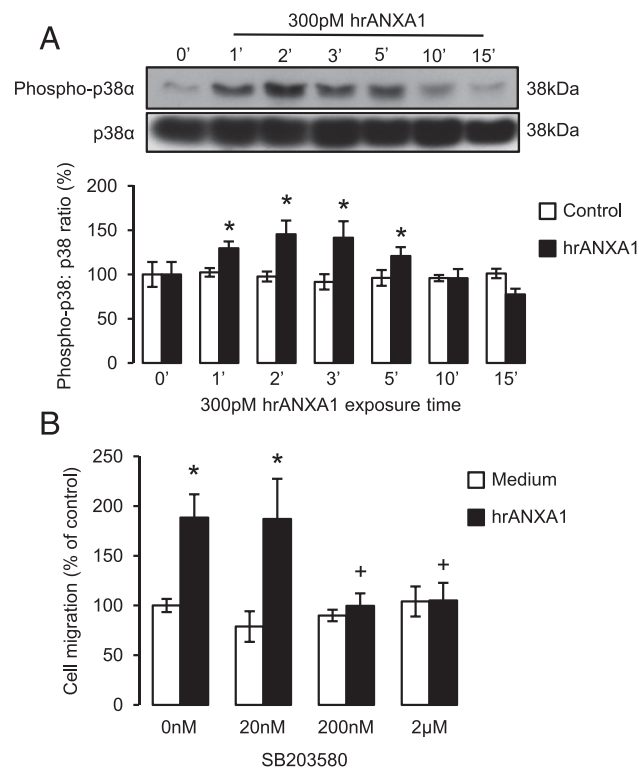 A
300pM hrANXA1
0’ 1’ 2’ 3’ 5’ 10’ 15’
Phospho-p38α 38kDa
p38α 38kDa
Phospho-p38: p38 ratio (%)
200
150
100
50
0
* * * *
Control
hrANXA1
0’ 1’ 2’ 3’ 5’ 10’ 15’
300pM hrANXA1 exposure time
B
Cell migration (% of control)
250
200
150
100
50
0
* * + +
Medium
hrANXA1
0nM 20nM 200nM 2µM
SB203580